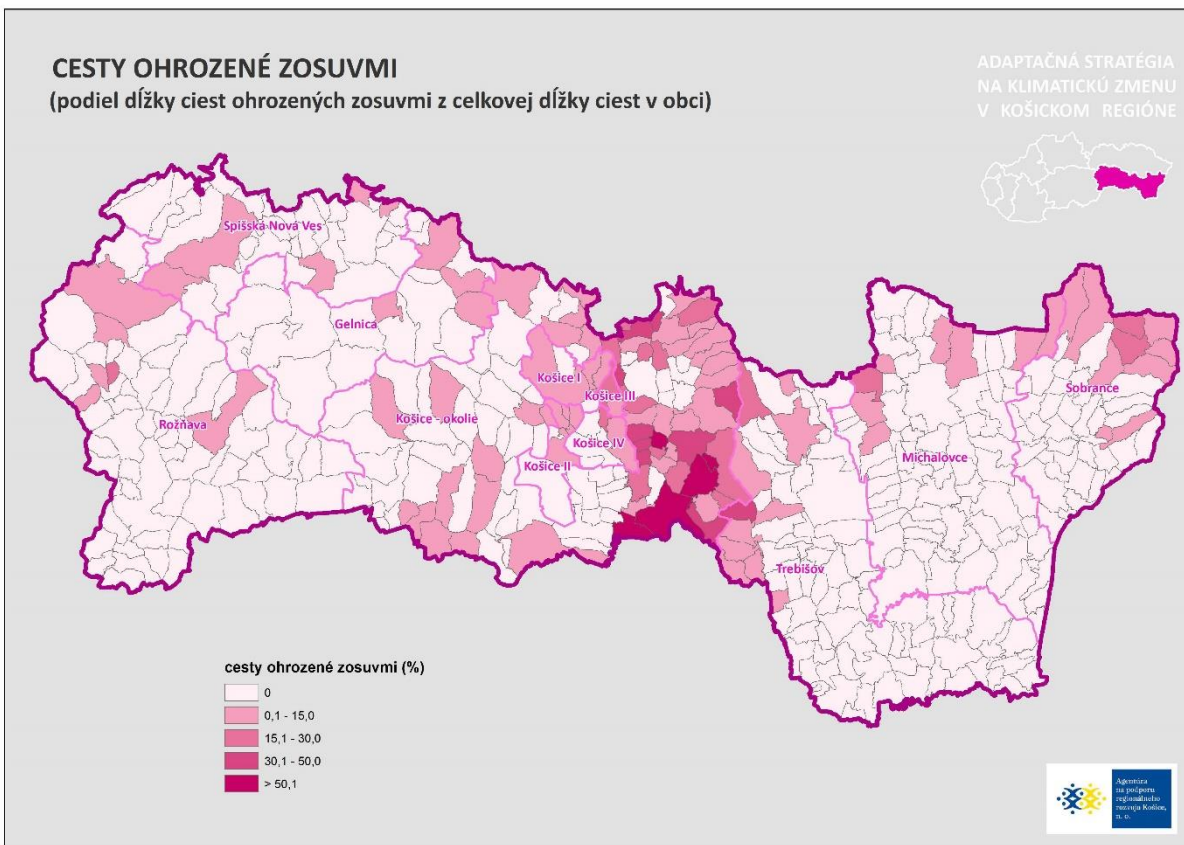 CESTY OHROZENÉ ZOSUVMI
(podiel dĺžky ciest ohrozených zosuvmi z celkovej dĺžky ciest v obci)
ADAPTAČNÁ STRATÉGIA
NA KLIMATICKÚ ZMENU
V KOŠICKOM REGIÓNE
Spišská Nová Ves
Gelnica
Košice I
Košice III
Sobrance
Rožňava
Košice - okolie
Košice IV
Michalovce
Košice II
Trebišov
cesty ohrozené zosuvmi (%)
0
0,1 - 15,0
15,1 - 30,0
30,1 - 50,0
> 50,1
Agentúra
na podporu
regionálneho
rozvoja Košice,
n. o.